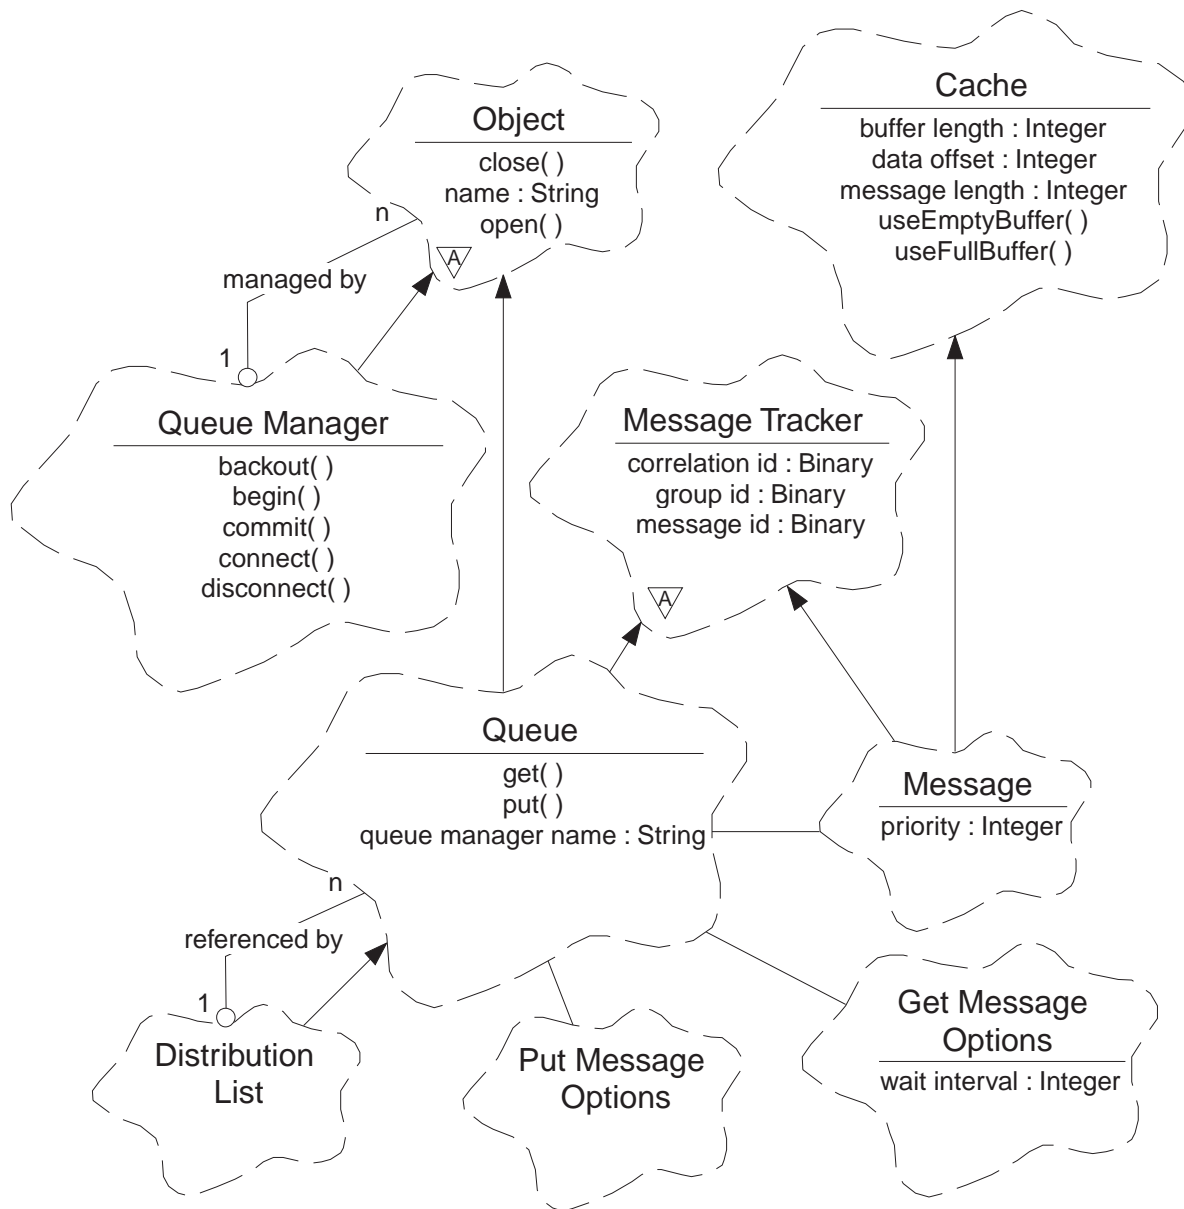 Object
close( )
name : String
open( )
A
Cache
buffer length : Integer
data offset : Integer
message length : Integer
useEmptyBuffer( )
useFullBuffer( )
n
managed by
1
Queue Manager
backout( )
begin( )
commit( )
connect( )
disconnect( )
Message Tracker
correlation id : Binary
group id : Binary
message id : Binary
A
Queue
get( )
put( )
queue manager name : String
Message
priority : Integer
n
referenced by
1
Distribution
List
Put Message
Options
Get Message
Options
wait interval : Integer